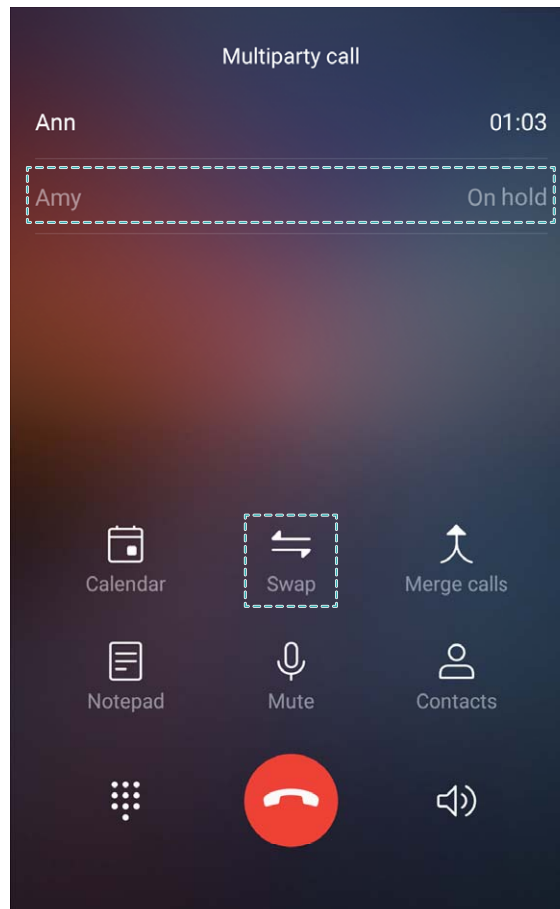 Multiparty call
Ann 01:03
Amy On hold
Calendar Swap Merge calls
Notepad Mute Contacts